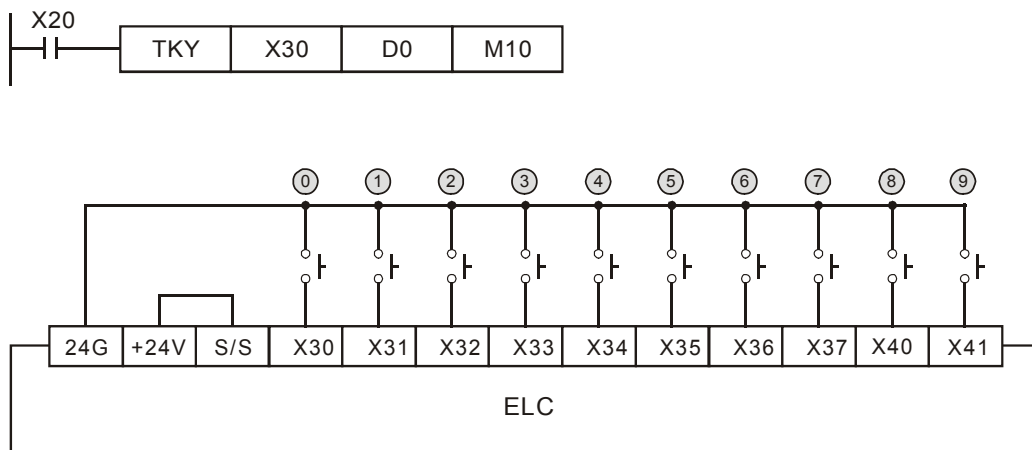 X20
TKY X30 D0 M10
0 1 2 3 4 5 6 7 8 9
24G +24V S/S X30 X31 X32 X33 X34 X35 X36 X37 X40 X41
ELC